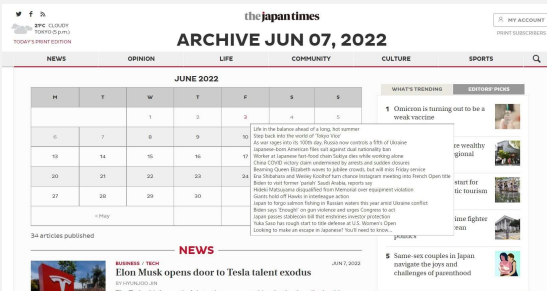 thejapantimes
21°C CLOUDY
TOKYO (5 p.m.)
TODAY'S PRINT EDITION
MY ACCOUNT
PRINT SUBSCRIBERS
ARCHIVE JUN 07, 2022
NEWS OPINION LIFE COMMUNITY CULTURE SPORTS
JUNE 2022
M T W T F S S
1 2 3 4 5
6 7 8 9 10
13 14 15 16 17
20 21 22 23 24
27 28 29 30
« May
34 articles published
Life in the balance ahead of a long, hot summer
Step back into the world of 'Tokyo Vice'
As war rages into its 100th day, Russia now controls a fifth of Ukraine
Japanese-born American files suit against dual nationality ban
Worker at Japanese fast-food chain Sukiya dies while working alone
China COVID victory claim undermined by arrests and sudden closures
Beaming Queen Elizabeth waves to jubilee crowds, but will miss Friday service
Ena Shibahara and Wesley Koolhof turn chance Instagram meeting into French Open title
Biden to visit former 'pariah' Saudi Arabia, reports say
Hideki Matsuyama disqualified from Memorial over equipment violation
Giants hold off Hawks in interleague action
Japan to forgo salmon fishing in Russian waters this year amid Ukraine conflict
Biden says 'Enough' on gun violence and urges Congress to act
Japan passes stablecoin bill that enshrines investor protection
Yuka Saso has rough start to title defense at U.S. Women's Open
Looking to make an escape in Japanese? You'll need to know...
NEWS
BUSINESS / TECH
JUN 7, 2022
Elon Musk opens door to Tesla talent exodus
BY HYUNJOO JIN
WHAT'S TRENDING EDITORS' PICKS
1 Omicron is turning out to be a
weak vaccine
re wealthy
egional
start for
tic tourism
ime fighter
ean
politics
5 Same-sex couples in Japan
navigate the joys and
challenges of parenthood